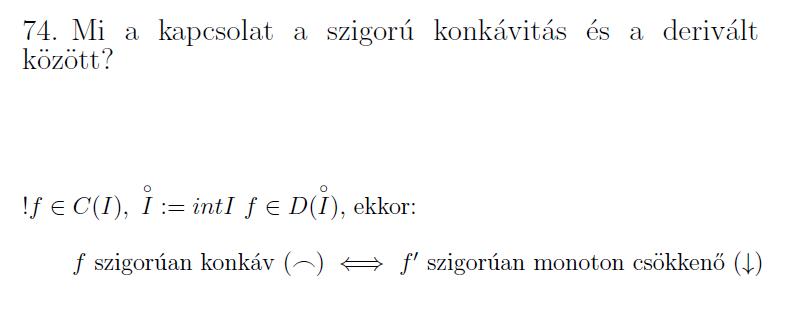 74. Mi a kapcsolat a szigorú konkávitás és a derivált
között?
!f ∈ C(I), I̊ := intI f ∈ D(I̊), ekkor:
f szigorúan konkáv (⌢) ⟺ f′ szigorúan monoton csökkenő (↓)